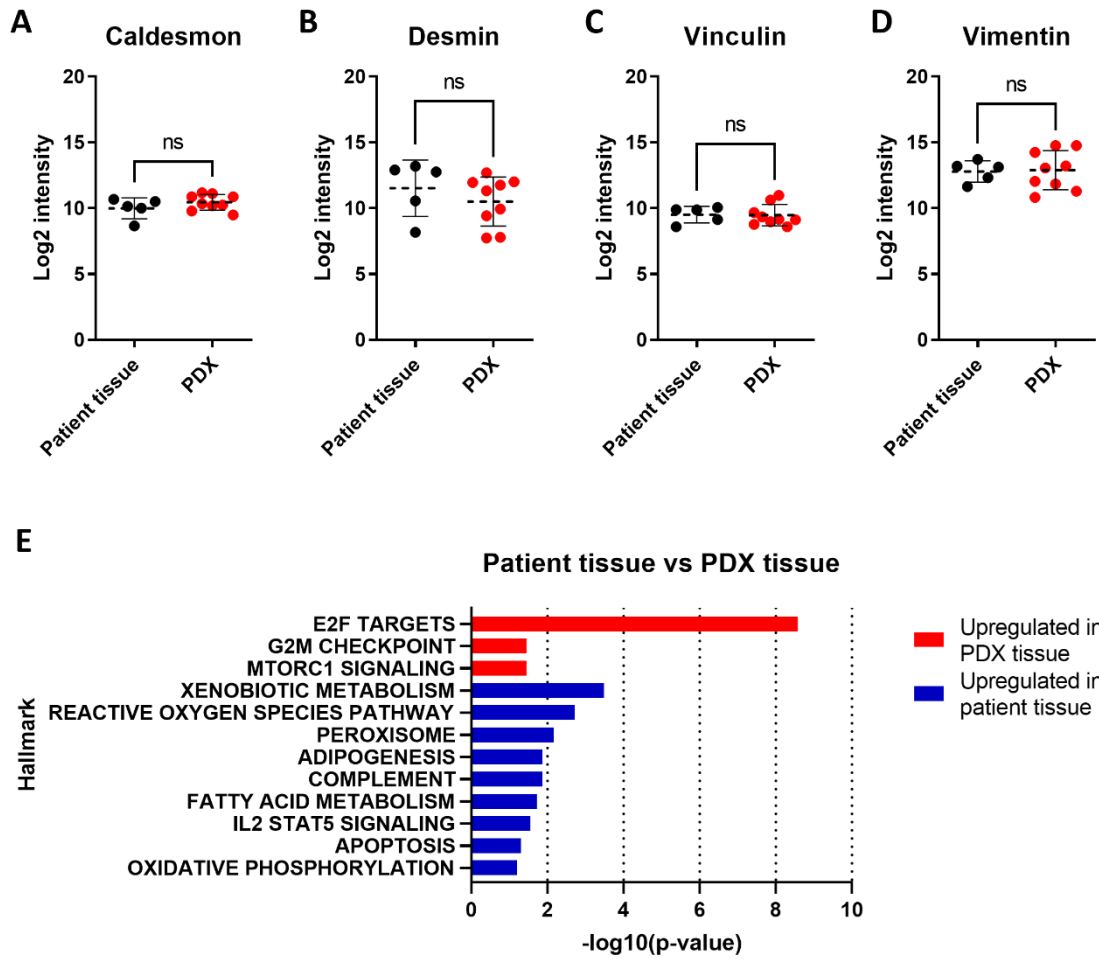 A
Caldesmon
20
15
10
5
0
Log2 intensity
ns
Patient tissue
PDX
B
Desmin
20
15
10
5
0
Log2 intensity
ns
Patient tissue
PDX
C
Vinculin
20
15
10
5
0
Log2 intensity
ns
Patient tissue
PDX
D
Vimentin
20
15
10
5
0
Log2 intensity
ns
Patient tissue
PDX
E
Patient tissue vs PDX tissue
Hallmark
E2F TARGETS
G2M CHECKPOINT
MTORC1 SIGNALING
XENOBIOTIC METABOLISM
REACTIVE OXYGEN SPECIES PATHWAY
PEROXISOME
ADIPOGENESIS
COMPLEMENT
FATTY ACID METABOLISM
IL2 STAT5 SIGNALING
APOPTOSIS
OXIDATIVE PHOSPHORYLATION
0 2 4 6 8 10
-log10(p-value)
Upregulated in
PDX tissue
Upregulated in
patient tissue